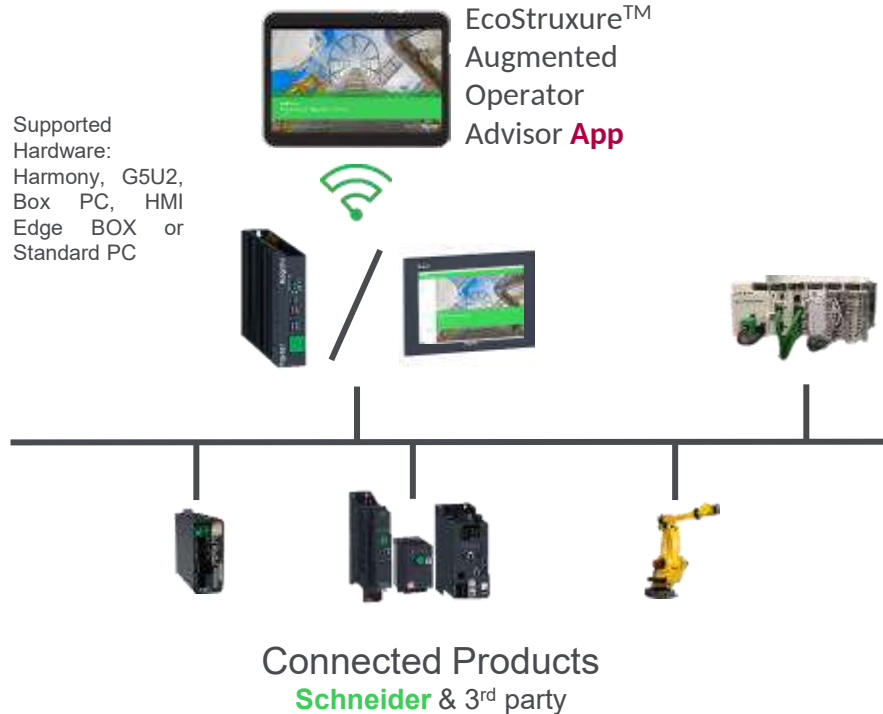 EcoStruxure™
Augmented
Operator
Advisor App
Supported
Hardware:
Harmony, G5U2,
Box PC, HMI
Edge BOX or
Standard PC
Connected Products
Schneider & 3rd party